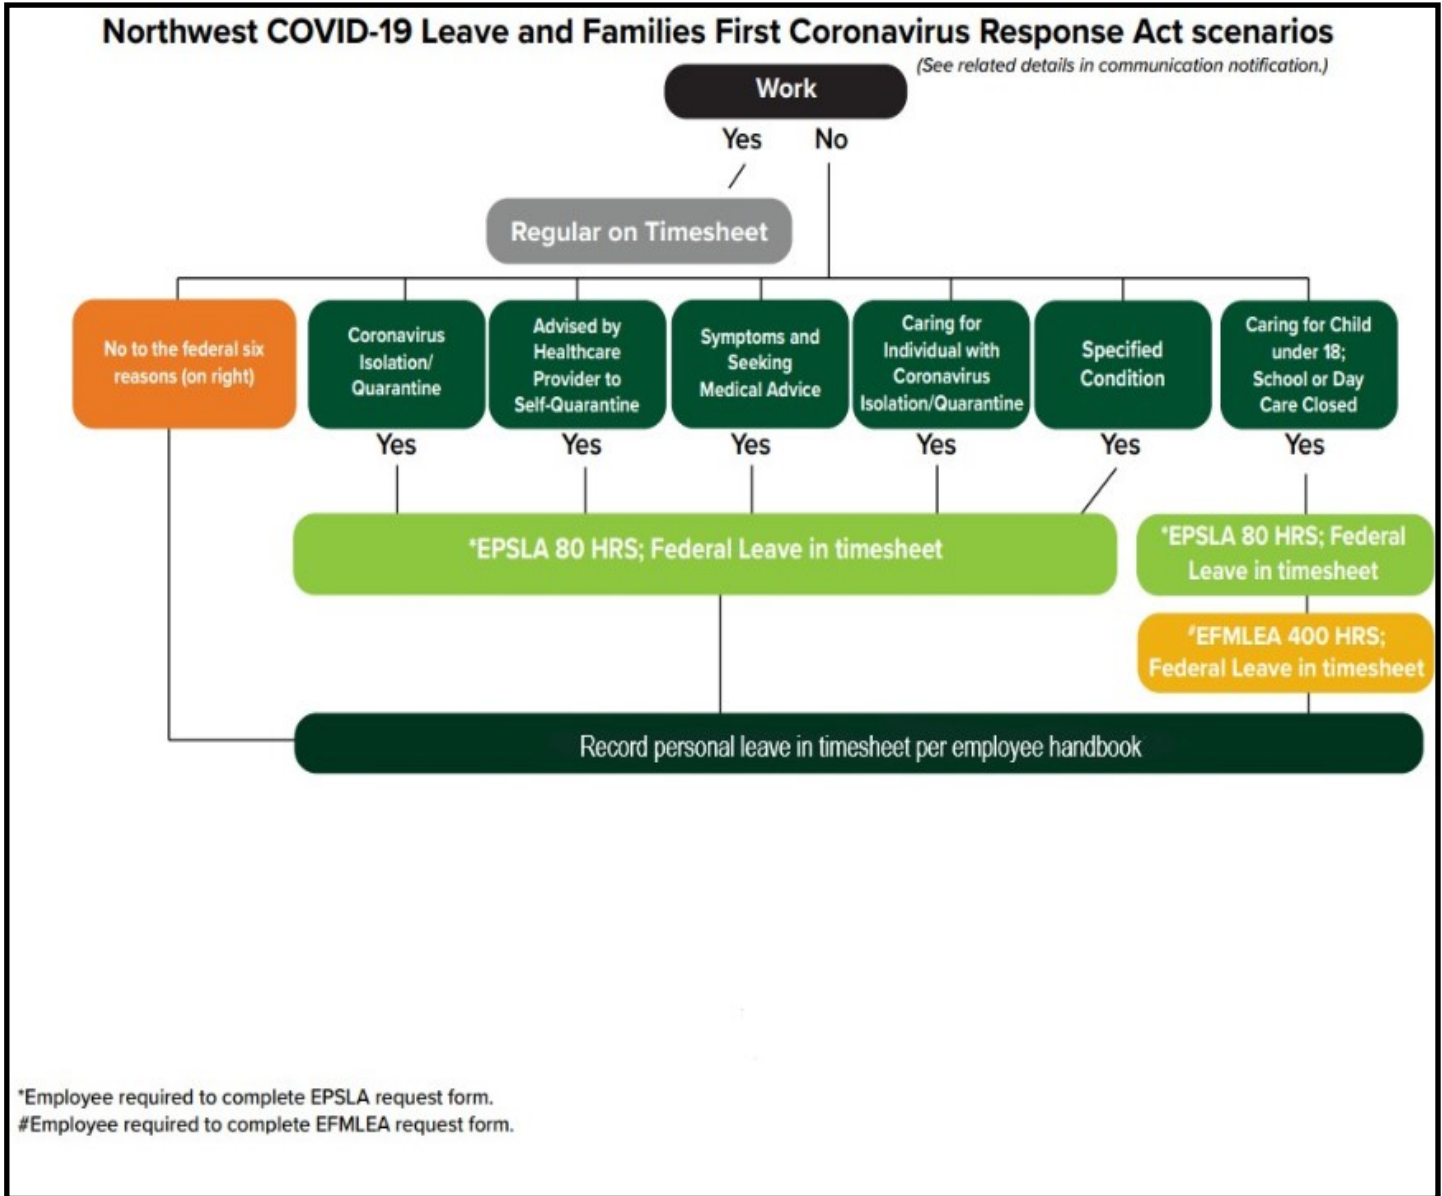 Northwest COVID-19 Leave and Families First Coronavirus Response Act scenarios
(See related details in communication notification.)
Work
Yes No
Regular on Timesheet
No to the federal six
reasons (on right)
Coronavirus
Isolation/
Quarantine
Advised by
Healthcare
Provider to
Self-Quarantine
Symptoms and
Seeking
Medical Advice
Caring for
Individual with
Coronavirus
Isolation/Quarantine
Specified
Condition
Caring for Child
under 18;
School or Day
Care Closed
Yes Yes Yes Yes Yes Yes
*EPSLA 80 HRS; Federal Leave in timesheet
*EPSLA 80 HRS; Federal
Leave in timesheet
#EFMLEA 400 HRS;
Federal Leave in timesheet
Record personal leave in timesheet per employee handbook
*Employee required to complete EPSLA request form.
#Employee required to complete EFMLEA request form.